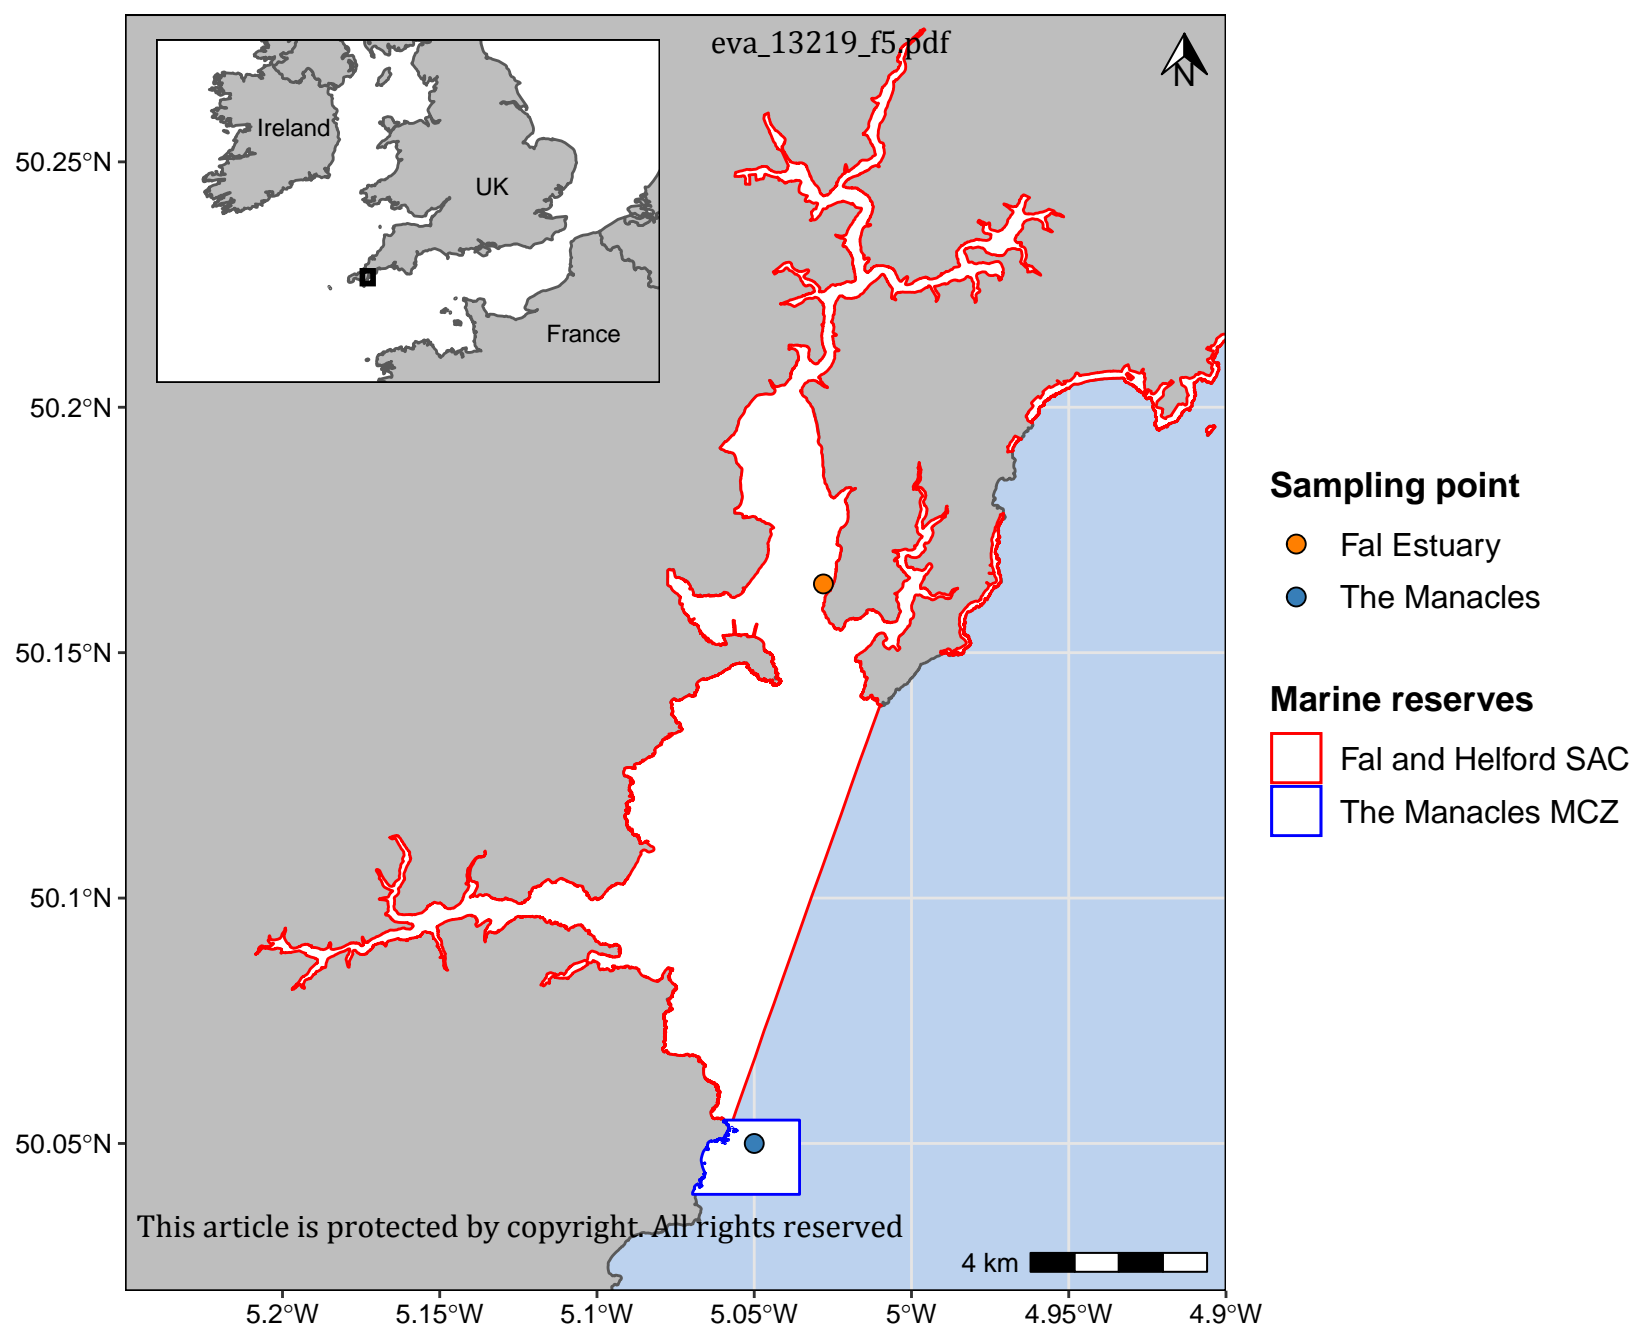 eva_13219_f5.pdf
N
Ireland
UK
France
50.25°N
50.2°N
50.15°N
50.1°N
50.05°N
Sampling point
Fal Estuary
The Manacles
Marine reserves
Fal and Helford SAC
The Manacles MCZ
This article is protected by copyright. All rights reserved
4 km
5.2°W 5.15°W 5.1°W 5.05°W 5°W 4.95°W 4.9°W